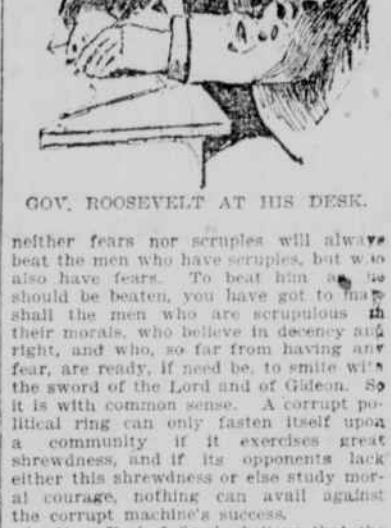 GOV. ROOSEVELT AT HIS DESK.
neither fears nor scruples will always
beat the men who have scruples, but who
also have fears. To beat him as he
should be beaten, you have got to mar-
shall the men who are scrupulous in
their morals, who believe in decency and
right, and who, so far from having any
fear, are ready, if need be, to smile with
the sword of the Lord and of Gideon. So
it is with common sense. A corrupt po-
litical ring can only fasten itself upon
a community if it exercises great
shrewdness, and if its opponents lack
either this shrewdness or else study mor-
al courage, nothing can avail against
the corrupt machine's success.